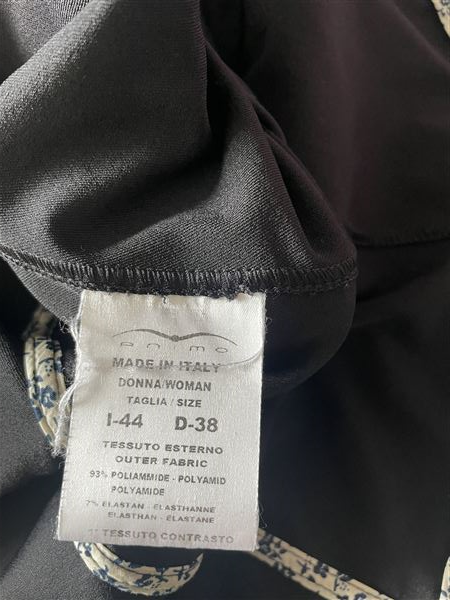 animo
MADE IN ITALY
DONNA/WOMAN
TAGLIA / SIZE
I-44 D-38
TESSUTO ESTERNO
OUTER FABRIC
93% POLIAMMIDE - POLYAMID
POLYAMIDE
7% ELASTAN - ELASTHANNE
ELASTHAN - ELASTANE
TESSUTO CONTRASTO